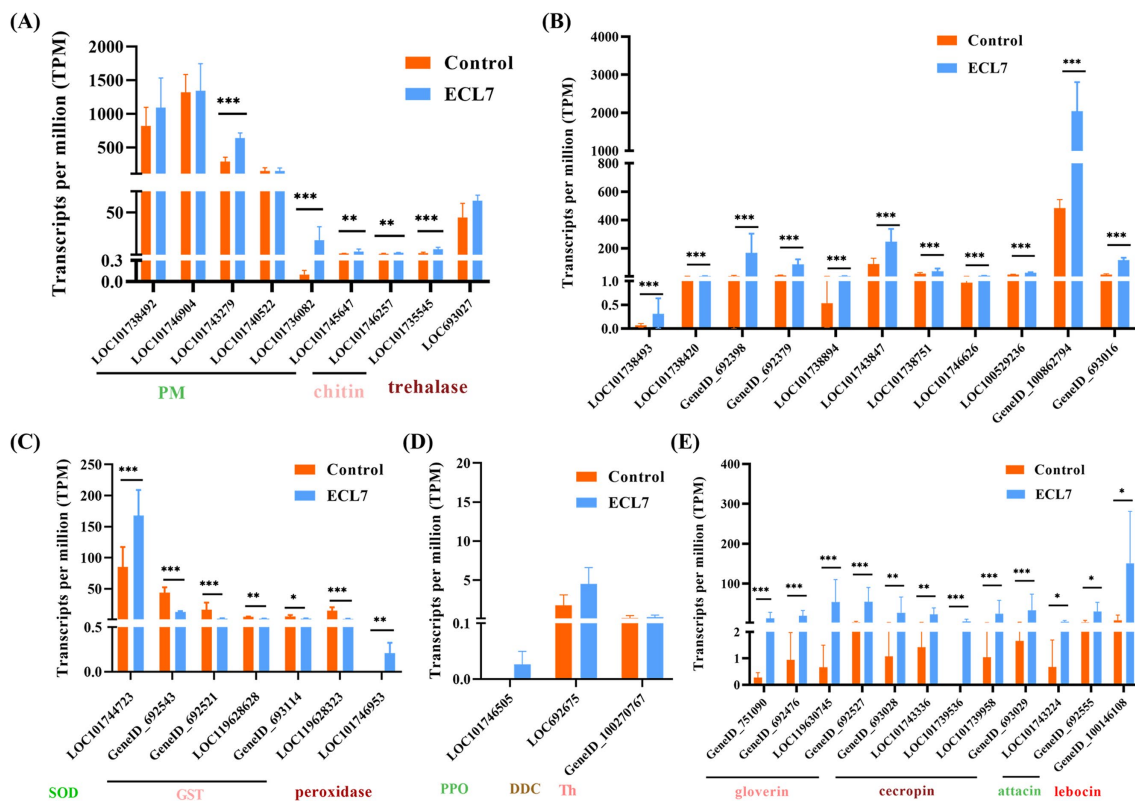 (A)
Transcripts per million (TPM)
2000
1500
1000
500
50
0.3
0.0
Control
ECL7
***
***
**
**
***
LOC101738492
LOC101746904
LOC101743279
LOC101740522
LOC101736082
LOC101745647
LOC101746257
LOC101735545
LOC693027
PM
chitin
trehalase
(B)
Transcripts per million (TPM)
4000
3000
2000
1000
800
600
400
200
1.0
0.5
0.0
Control
ECL7
***
***
***
***
***
***
***
***
***
***
***
LOC101738493
LOC101738420
GeneID_692398
GeneID_692379
LOC101738894
LOC101743847
LOC101738751
LOC101746626
LOC100529236
GeneID_100862794
GeneID_693016
(C)
Transcripts per million (TPM)
250
200
150
100
50
0.5
0.0
Control
ECL7
***
***
***
**
*
***
**
LOC101744723
GeneID_692543
GeneID_692521
LOC119628628
GeneID_693114
LOC119628323
LOC101746953
SOD
GST
peroxidase
(D)
Transcripts per million (TPM)
20
15
10
5
0.1
0.0
Control
ECL7
LOC101746505
LOC692675
GeneID_100270767
PPO
DDC
Th
(E)
Transcripts per million (TPM)
400
300
200
100
2
1
0
Control
ECL7
***
***
***
***
**
**
***
***
***
*
*
*
GeneID_751090
GeneID_692476
LOC119630745
GeneID_692527
GeneID_693028
LOC101743336
LOC101739536
LOC101739958
GeneID_693029
LOC101743224
GeneID_692555
GeneID_100146108
gloverin
cecropin
attacin
lebocin